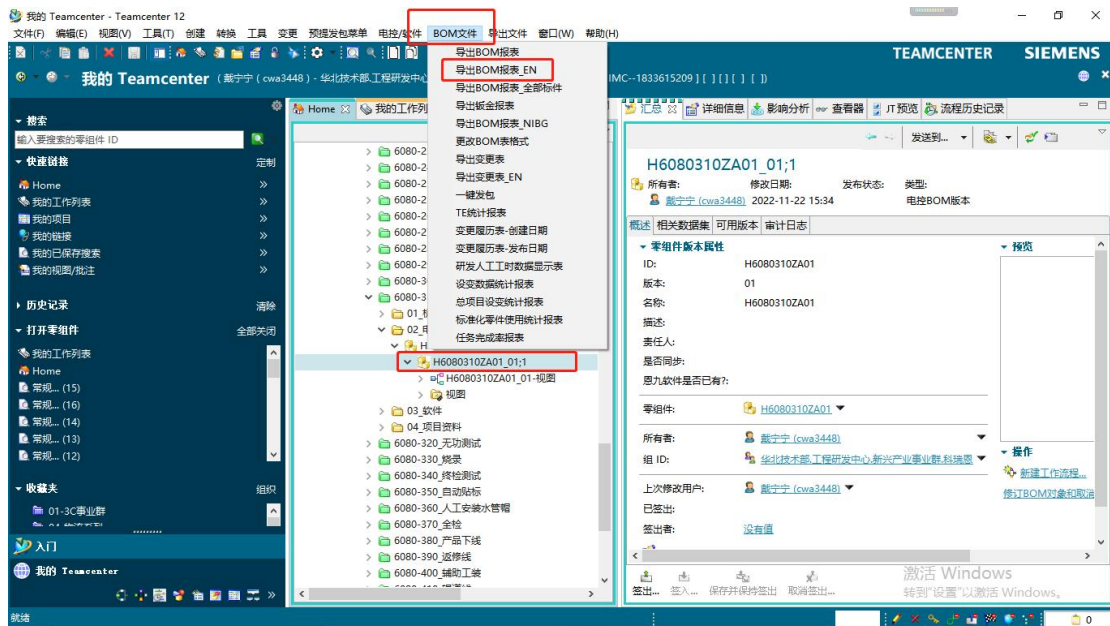 我的 Teamcenter - Teamcenter 12
文件(F) 编辑(E) 视图(V) 工具(T) 创建 转换 工具 变更 预提发包菜单 电控/软件 BOM文件 导出文件 窗口(W) 帮助(H)
TEAMCENTER SIEMENS
我的 Teamcenter ( 戴宁宁 ( cwa3448 ) - 华北技术部.工程研发中心
IMC--1833615209 ] [ ] [ ] [ ])
导出BOM报表
导出BOM报表_EN
导出BOM报表_全部标件
导出钣金报表
导出BOM报表_NIBG
更改BOM表格式
导出变更表
导出变更表_EN
一键发包
TE统计报表
变更履历表-创建日期
变更履历表-发布日期
研发人工工时数据显示表
设变数据统计报表
总项目设变统计报表
标准化零件使用统计报表
任务完成率报表
搜索
输入要搜索的零组件 ID
快速链接 定制
Home
我的工作列表
我的项目
我的链接
我的已保存搜索
我的视图/批注
历史记录 清除
打开零组件 全部关闭
我的工作列表
Home
常规... (15)
常规... (16)
常规... (14)
常规... (13)
常规... (12)
收藏夹 组织
01-3C事业群
入门
我的 Teamcenter
就绪
Home 我的工作列
6080-2
6080-2
6080-2
6080-2
6080-2
6080-2
6080-2
6080-2
6080-3
6080-3
01_
02_
H
H6080310ZA01_01;1
H6080310ZA01_01-视图
视图
03_软件
04_项目资料
6080-320_无功测试
6080-330_烧录
6080-340_终检测试
6080-350_自动贴标
6080-360_人工安装水管帽
6080-370_全检
6080-380_产品下线
6080-390_返修线
6080-400_辅助工装
汇总 详细信息 影响分析 查看器 JT 预览 流程历史记录
发送到...
H6080310ZA01_01;1
所有者: 修改日期: 发布状态: 类型:
戴宁宁 (cwa3448) 2022-11-22 15:34 电控BOM版本
概述 相关数据集 可用版本 审计日志
零组件版本属性 预览
ID: H6080310ZA01
版本: 01
名称: H6080310ZA01
描述:
责任人:
是否同步:
恩九软件是否已有?:
零组件: H6080310ZA01
所有者: 戴宁宁 (cwa3448)
组 ID: 华北技术部.工程研发中心.新兴产业事业群.科瑞恩
上次修改用户: 戴宁宁 (cwa3448)
已签出:
签出者: 没有值
操作
新建工作流程...
修订BOM对象和取消
签出... 签入... 保存并保持签出 取消签出...
激活 Windows
转到"设置"以激活 Windows。
0